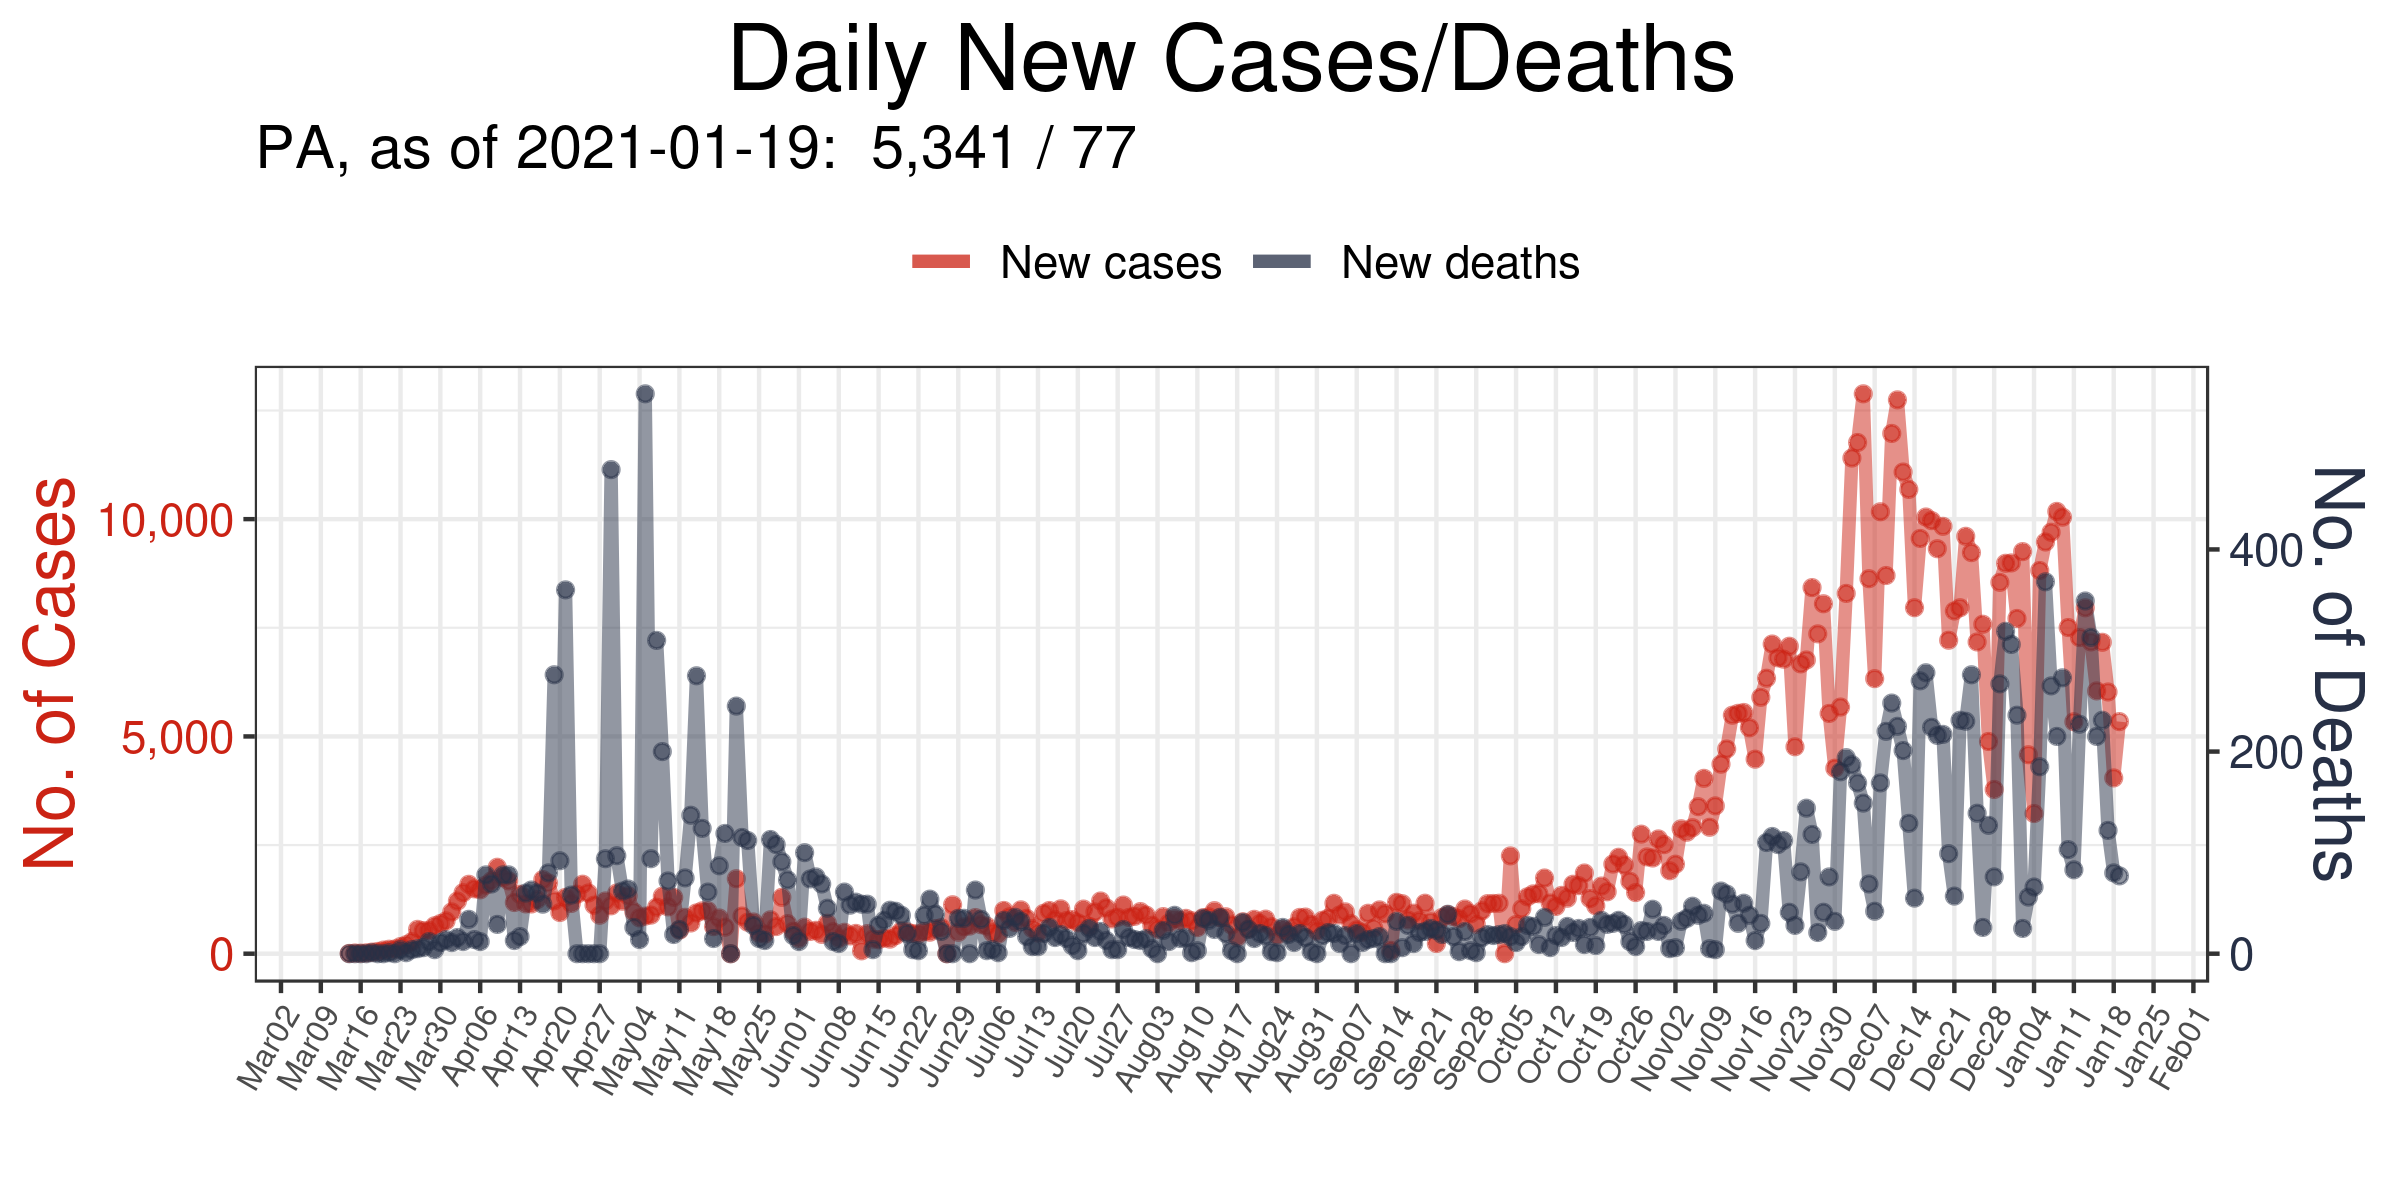 Daily New Cases/Deaths
PA, as of 2021-01-19:  5,341 / 77
New cases
New deaths
No. of Cases
10,000
5,000
0
400
200
0
No. of Deaths
Mar02
Mar09
Mar16
Mar23
Mar30
Apr06
Apr13
Apr20
Apr27
May04
May11
May18
May25
Jun01
Jun08
Jun15
Jun22
Jun29
Jul06
Jul13
Jul20
Jul27
Aug03
Aug10
Aug17
Aug24
Aug31
Sep07
Sep14
Sep21
Sep28
Oct05
Oct12
Oct19
Oct26
Nov02
Nov09
Nov16
Nov23
Nov30
Dec07
Dec14
Dec21
Dec28
Jan04
Jan11
Jan18
Jan25
Feb01